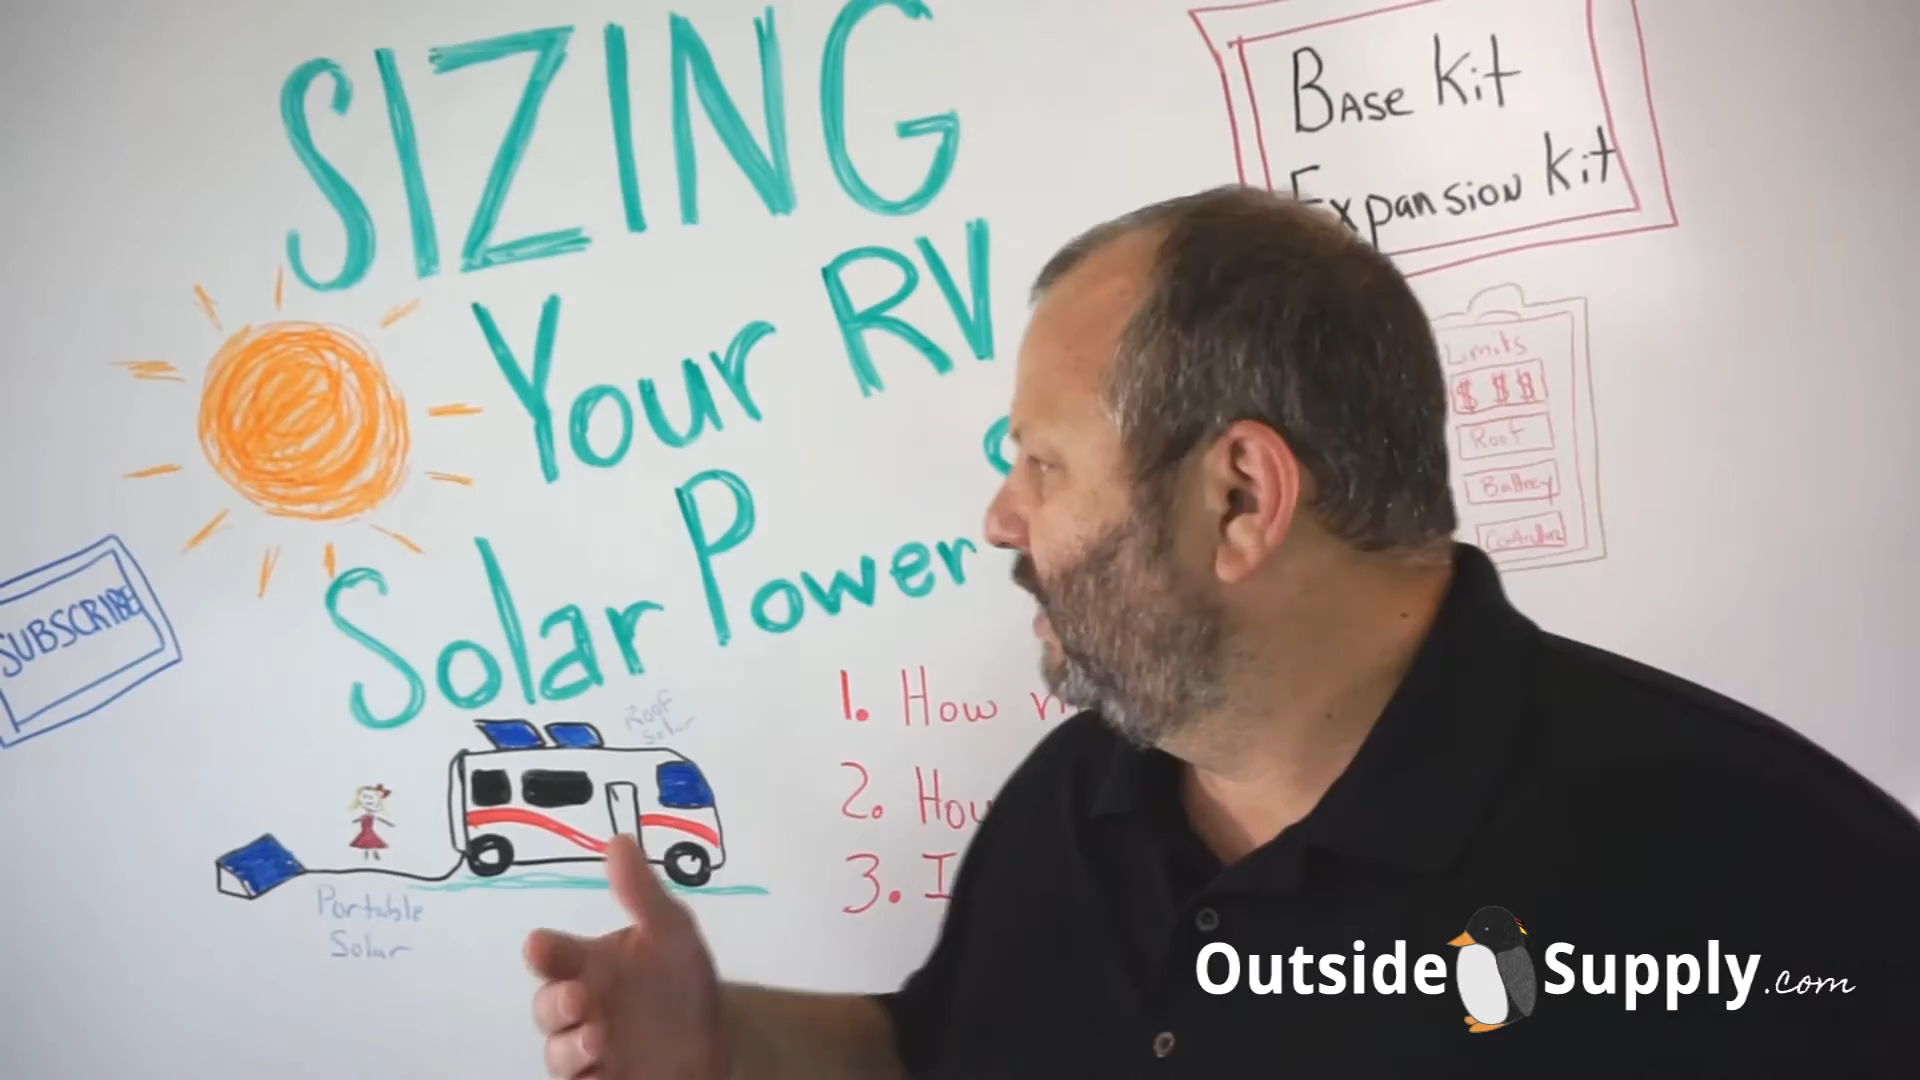 SIZING
Your RV
Solar Power
Base Kit
Expansion Kit
Limits
$ $ $
Roof
Battery
SUBSCRIBE
Roof
Solar
Portable
Solar
1. How
2. How
3. I
OutsideSupply.com